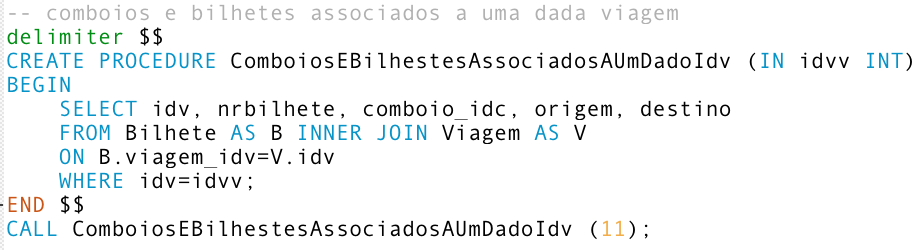 -- comboios e bilhetes associados a uma dada viagem
delimiter $$
CREATE PROCEDURE ComboiosEBilhestesAssociadosAUmDadoIdv (IN idvv INT)
BEGIN
    SELECT idv, nrbilhete, comboio_idc, origem, destino
    FROM Bilhete AS B INNER JOIN Viagem AS V
    ON B.viagem_idv=V.idv
    WHERE idv=idvv;
END $$
CALL ComboiosEBilhestesAssociadosAUmDadoIdv (11);